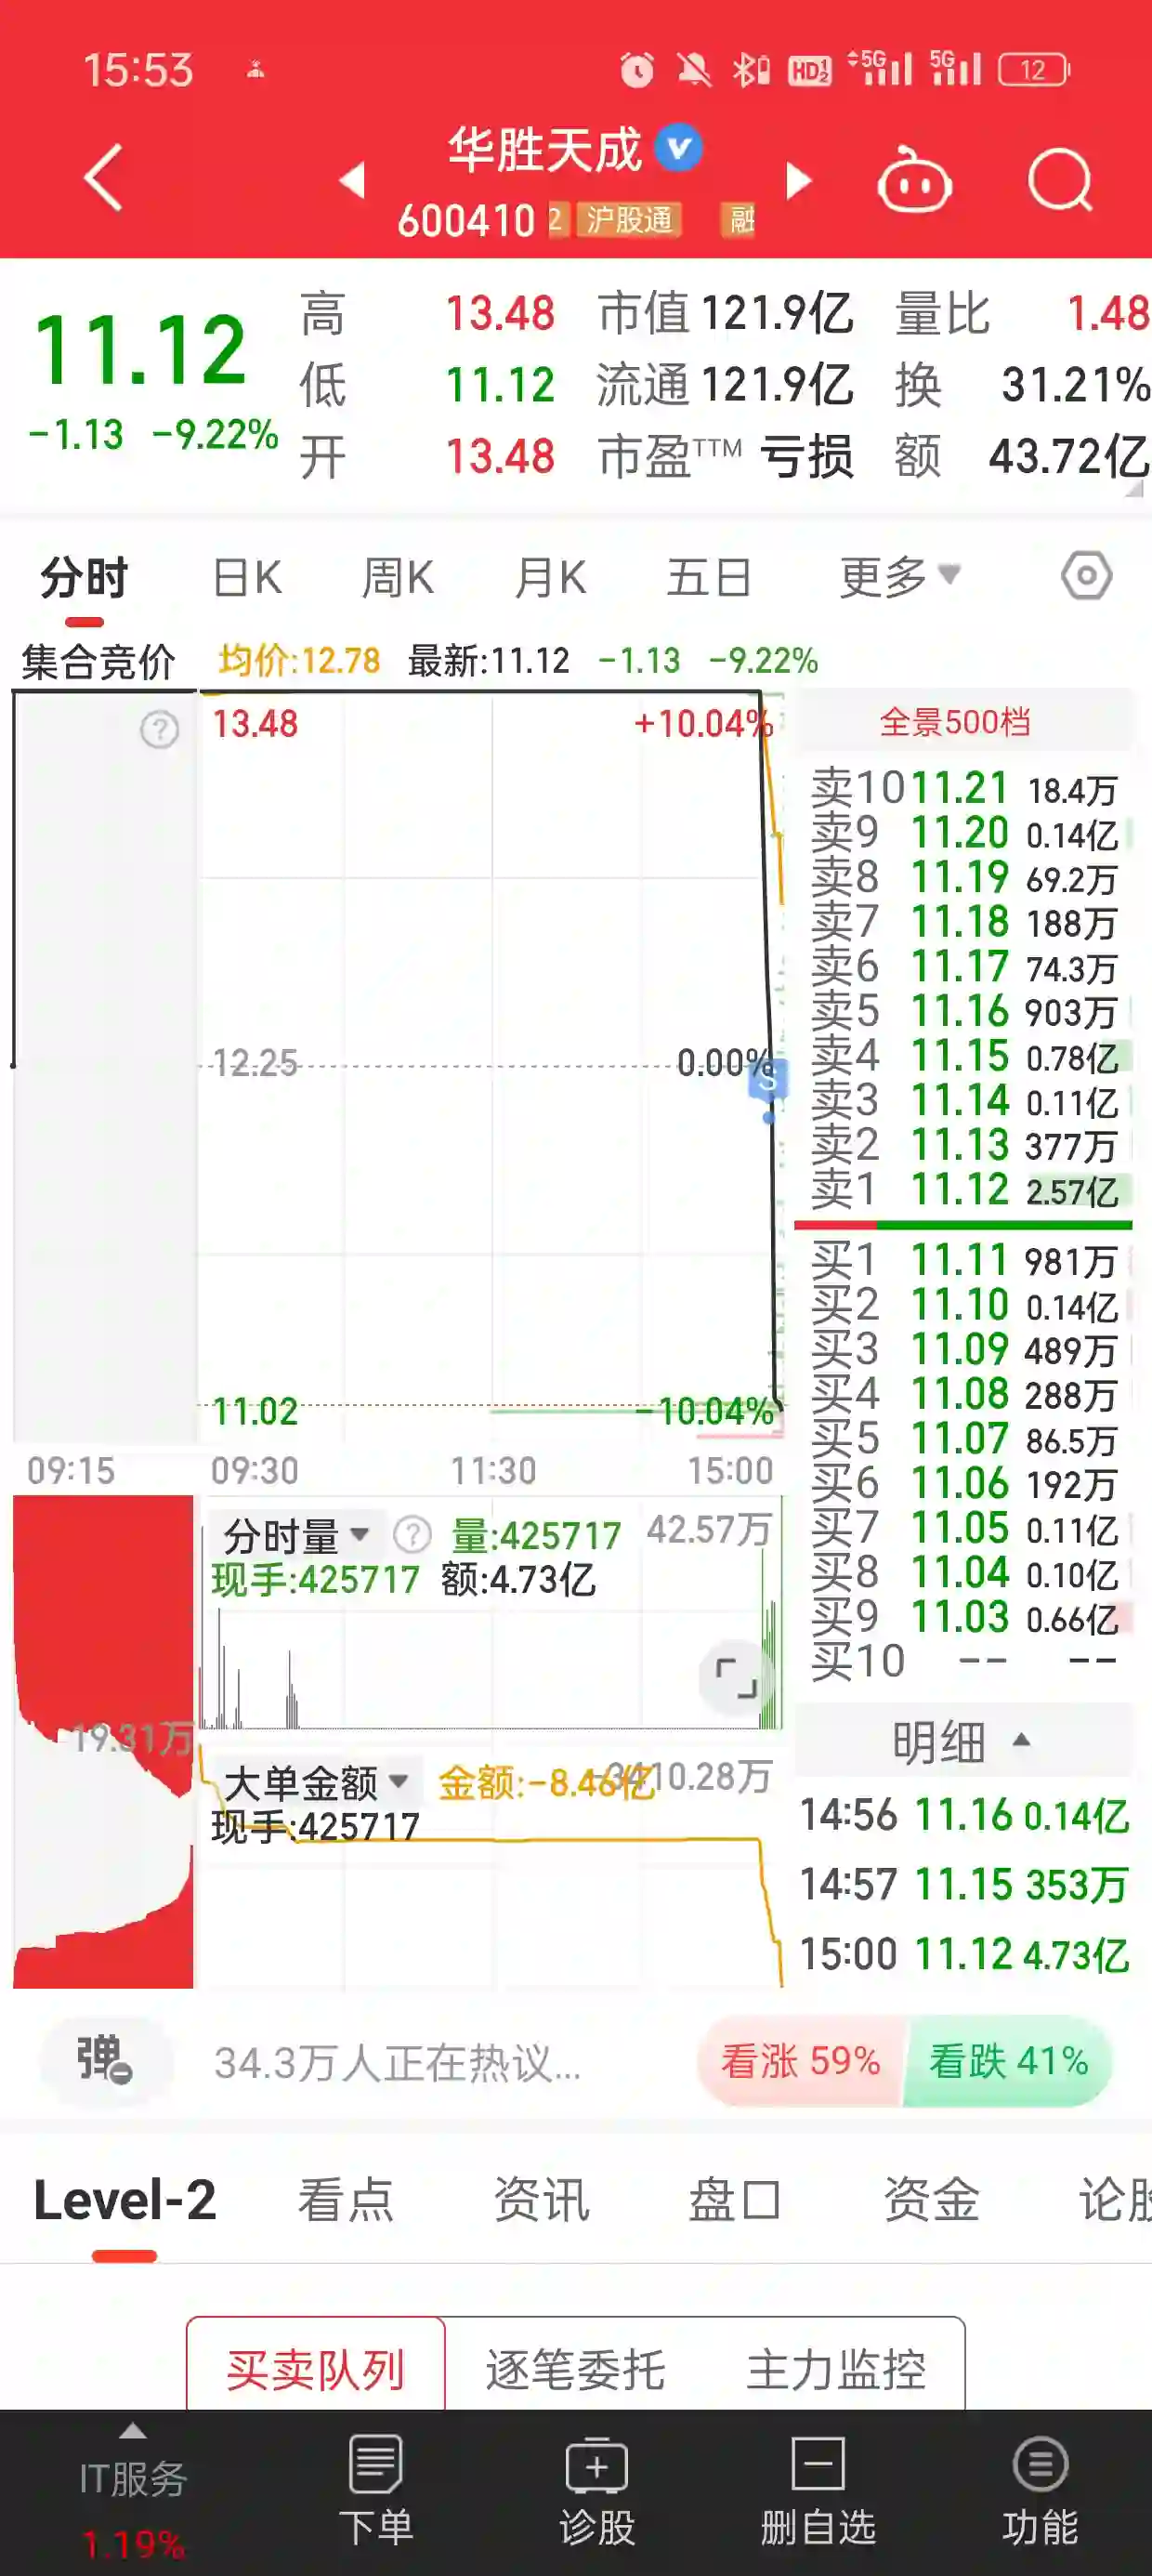 15:53 HD 5G 5G 12
华胜天成
600410 2 沪股通 融
11.12
-1.13 -9.22%
高 13.48 市值 121.9亿 量比 1.48
低 11.12 流通 121.9亿 换 31.21%
开 13.48 市盈TTM 亏损 额 43.72亿
分时 日K 周K 月K 五日 更多
集合竞价 均价:12.78 最新:11.12 -1.13 -9.22%
13.48 +10.04%
12.25 0.00%
S
11.02 -10.04%
09:15 09:30 11:30 15:00
全景500档
卖10 11.21 18.4万
卖9 11.20 0.14亿
卖8 11.19 69.2万
卖7 11.18 188万
卖6 11.17 74.3万
卖5 11.16 903万
卖4 11.15 0.78亿
卖3 11.14 0.11亿
卖2 11.13 377万
卖1 11.12 2.57亿
买1 11.11 981万
买2 11.10 0.14亿
买3 11.09 489万
买4 11.08 288万
买5 11.07 86.5万
买6 11.06 192万
买7 11.05 0.11亿
买8 11.04 0.10亿
买9 11.03 0.66亿
买10 -- --
分时量 ? 量:425717 42.57万
现手:425717 额:4.73亿
19.31万
大单金额 金额:-8.46亿
现手:425717
明细
14:56 11.16 0.14亿
14:57 11.15 353万
15:00 11.12 4.73亿
弹 34.3万人正在热议... 看涨 59% 看跌 41%
Level-2 看点 资讯 盘口 资金 论股
买卖队列 逐笔委托 主力监控
IT服务 下单 诊股 删自选 功能
1.19%